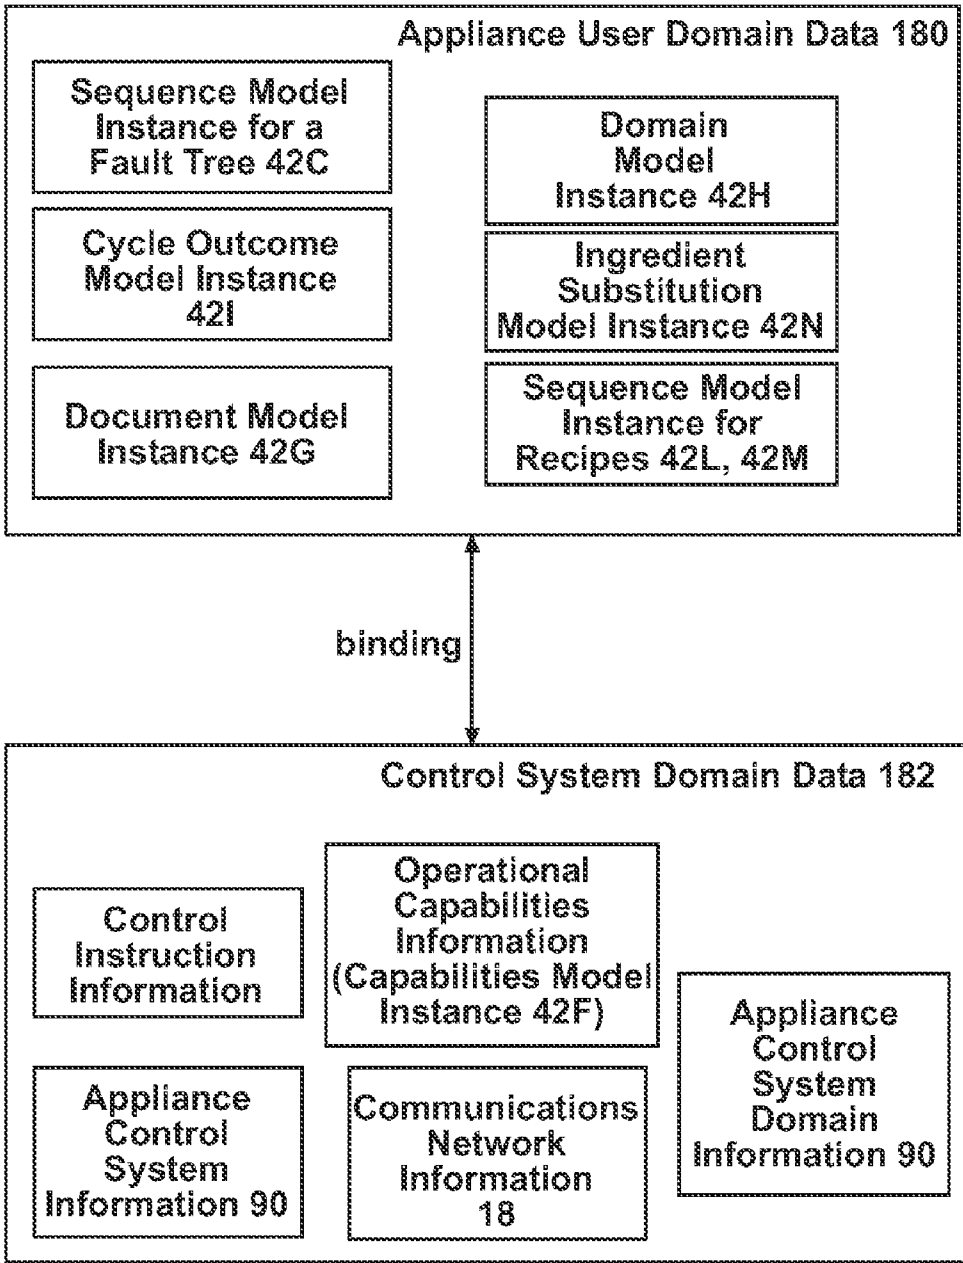 Appliance User Domain Data 180
Sequence Model
Instance for a
Fault Tree 42C
Cycle Outcome
Model Instance
42I
Document Model
Instance 42G
Domain
Model
Instance 42H
Ingredient
Substitution
Model Instance 42N
Sequence Model
Instance for
Recipes 42L, 42M
binding
Control System Domain Data 182
Control
Instruction
Information
Operational
Capabilities
Information
(Capabilities Model
Instance 42F)
Appliance
Control
System
Domain
Information 90
Appliance
Control
System
Information 90
Communications
Network
Information
18